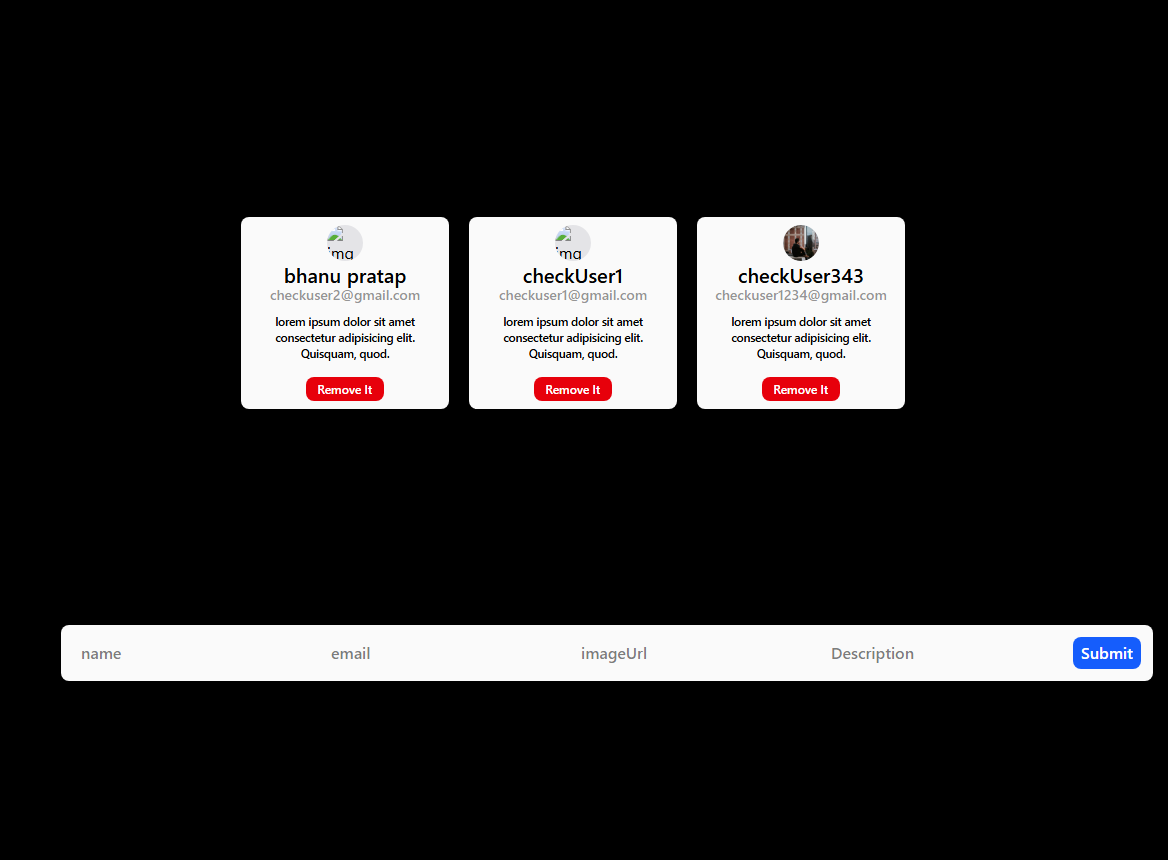 img
bhanu pratap
checkuser2@gmail.com
lorem ipsum dolor sit amet
consectetur adipisicing elit.
Quisquam, quod.
Remove It
img
checkUser1
checkuser1@gmail.com
lorem ipsum dolor sit amet
consectetur adipisicing elit.
Quisquam, quod.
Remove It
checkUser343
checkuser1234@gmail.com
lorem ipsum dolor sit amet
consectetur adipisicing elit.
Quisquam, quod.
Remove It
name email imageUrl Description Submit